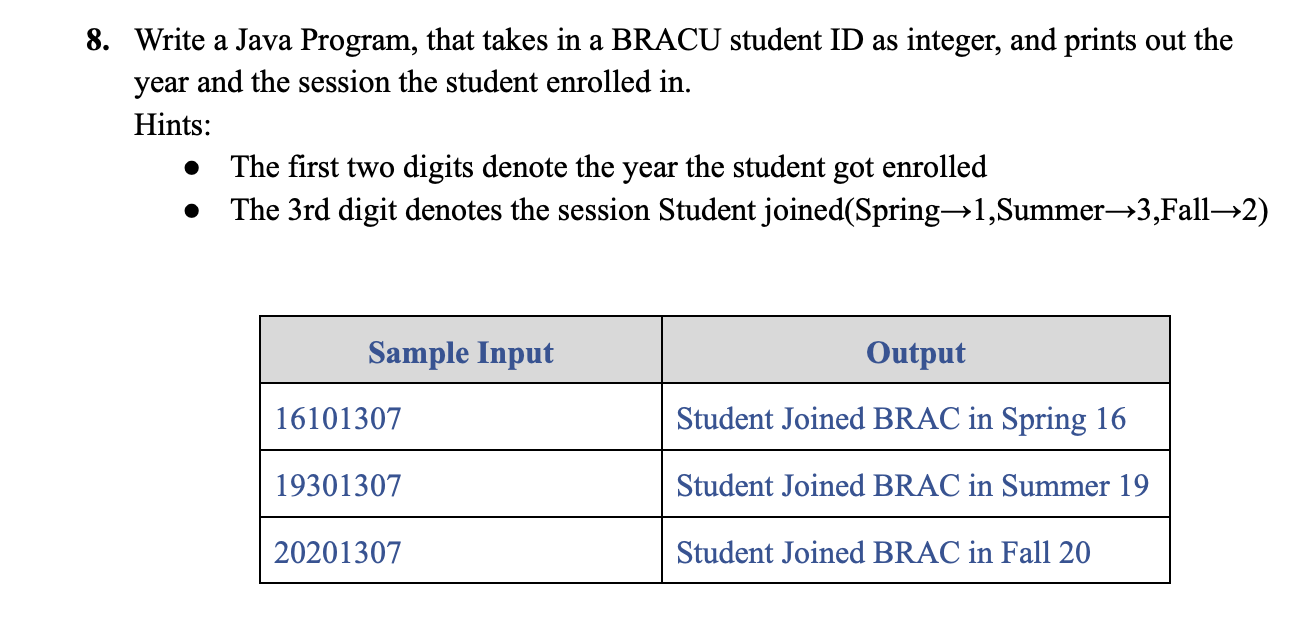 8. Write a Java Program, that takes in a BRACU student ID as integer, and prints out the
year and the session the student enrolled in.
Hints:
● The first two digits denote the year the student got enrolled
● The 3rd digit denotes the session Student joined(Spring→1,Summer→3,Fall→2)
Sample Input Output
16101307 Student Joined BRAC in Spring 16
19301307 Student Joined BRAC in Summer 19
20201307 Student Joined BRAC in Fall 20